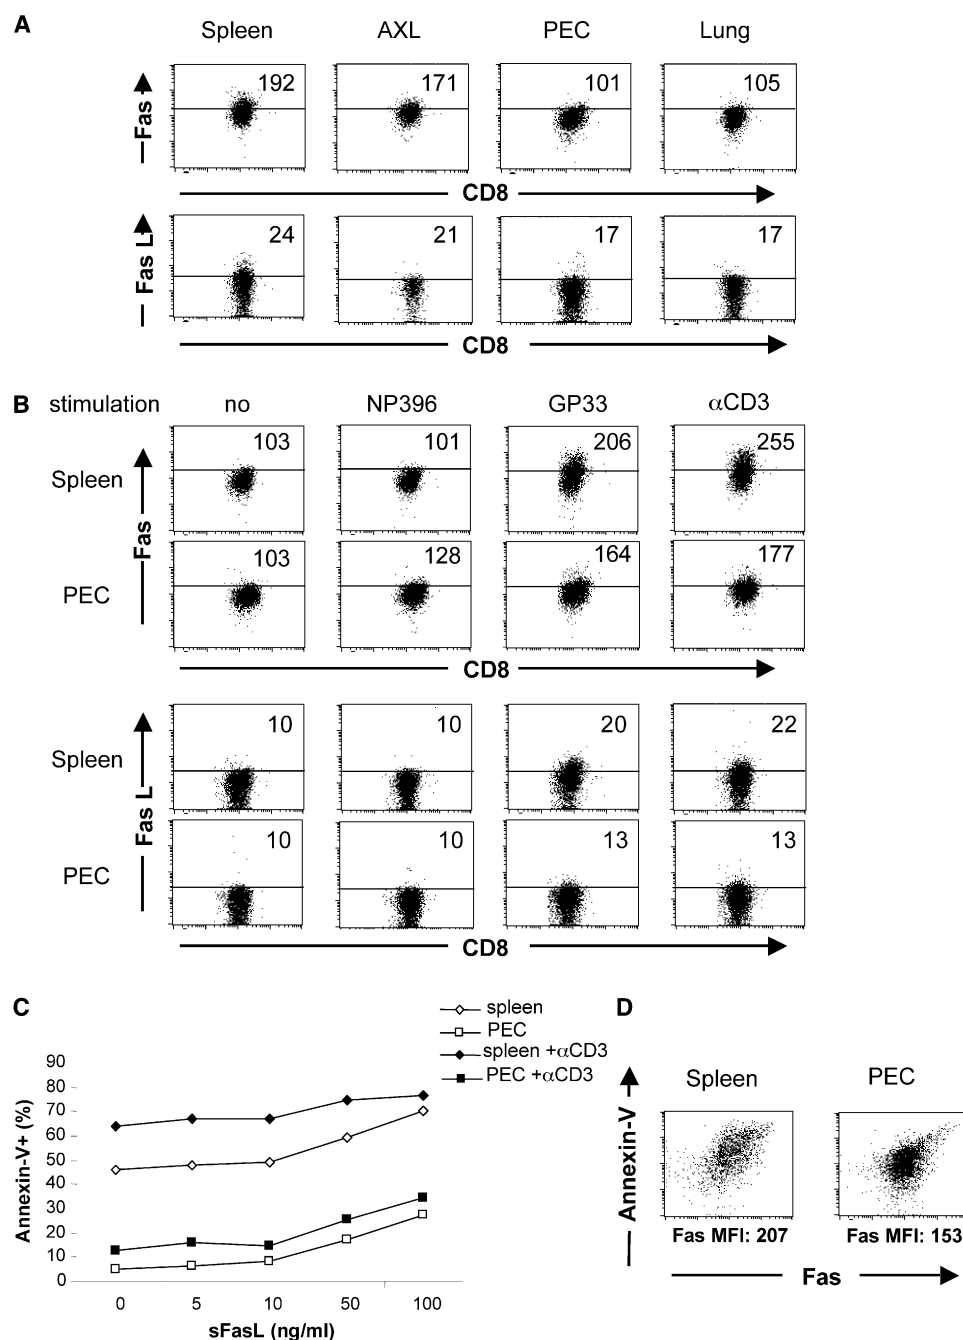 A
Spleen AXL PEC Lung
Fas
192 171 101 105
CD8
Fas L
24 21 17 17
CD8
B
stimulation no NP396 GP33 αCD3
Spleen
103 101 206 255
Fas
PEC
103 128 164 177
CD8
Spleen
10 10 20 22
Fas L
PEC
10 10 13 13
CD8
C
spleen
PEC
spleen +αCD3
PEC +αCD3
Annexin-V+ (%)
90
80
70
60
50
40
30
20
10
0
0 5 10 50 100
sFasL (ng/ml)
D
Spleen PEC
Annexin-V
Fas MFI: 207 Fas MFI: 153
Fas